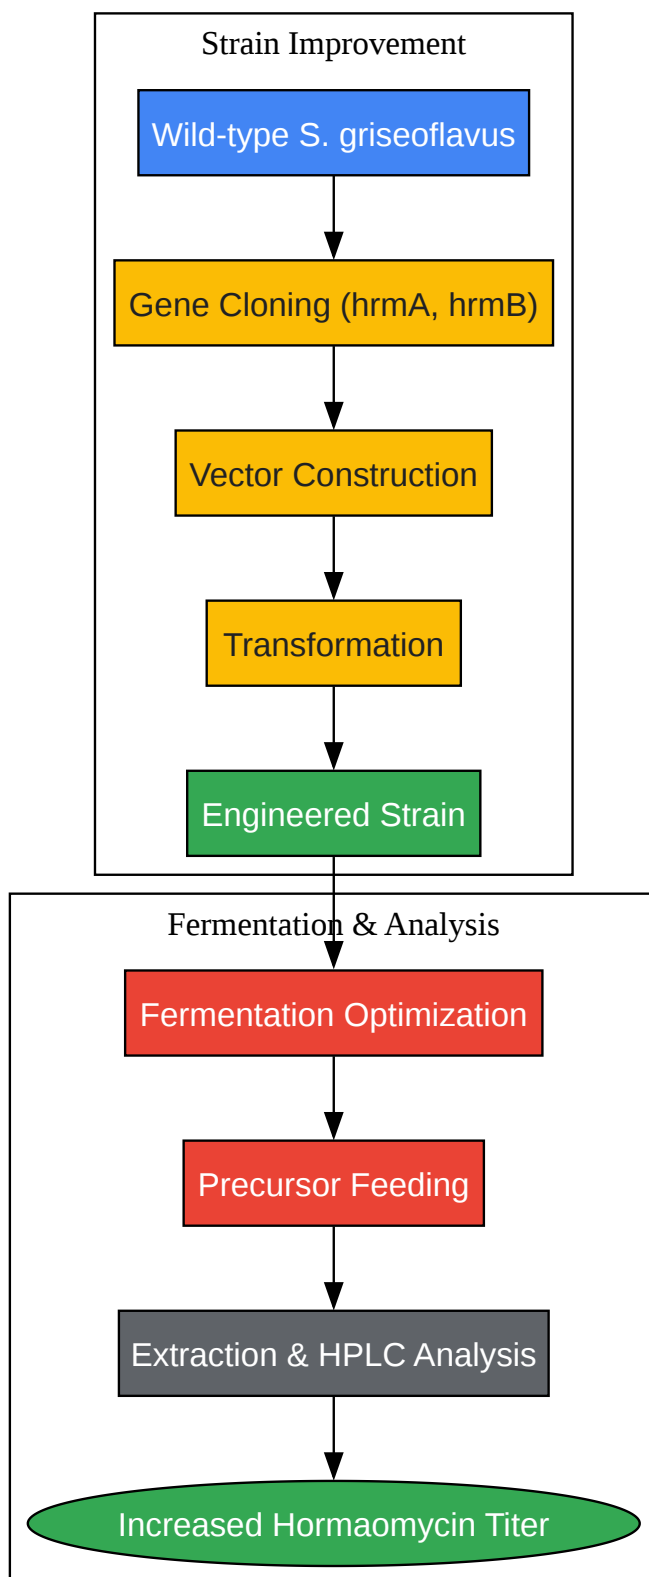 Strain Improvement
Wild-type S. griseoflavus
Gene Cloning (hrmA, hrmB)
Vector Construction
Transformation
Engineered Strain
Fermentation & Analysis
Fermentation Optimization
Precursor Feeding
Extraction & HPLC Analysis
Increased Hormaomycin Titer